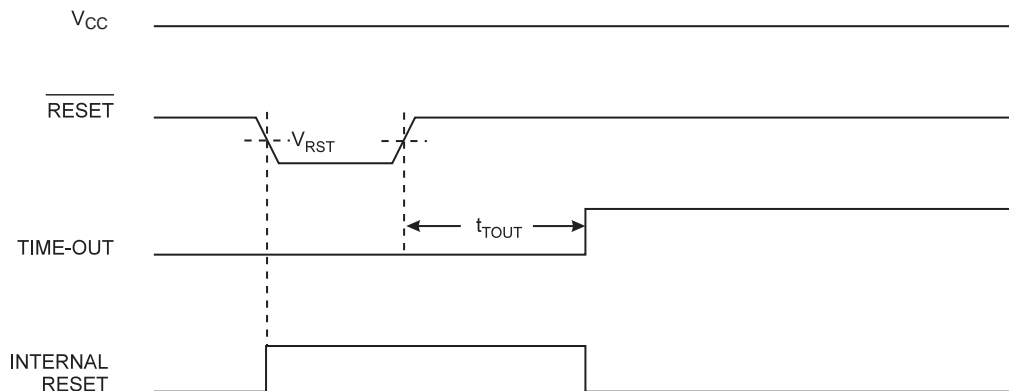 VCC
RESET
VRST
tTOUT
TIME-OUT
INTERNAL
RESET